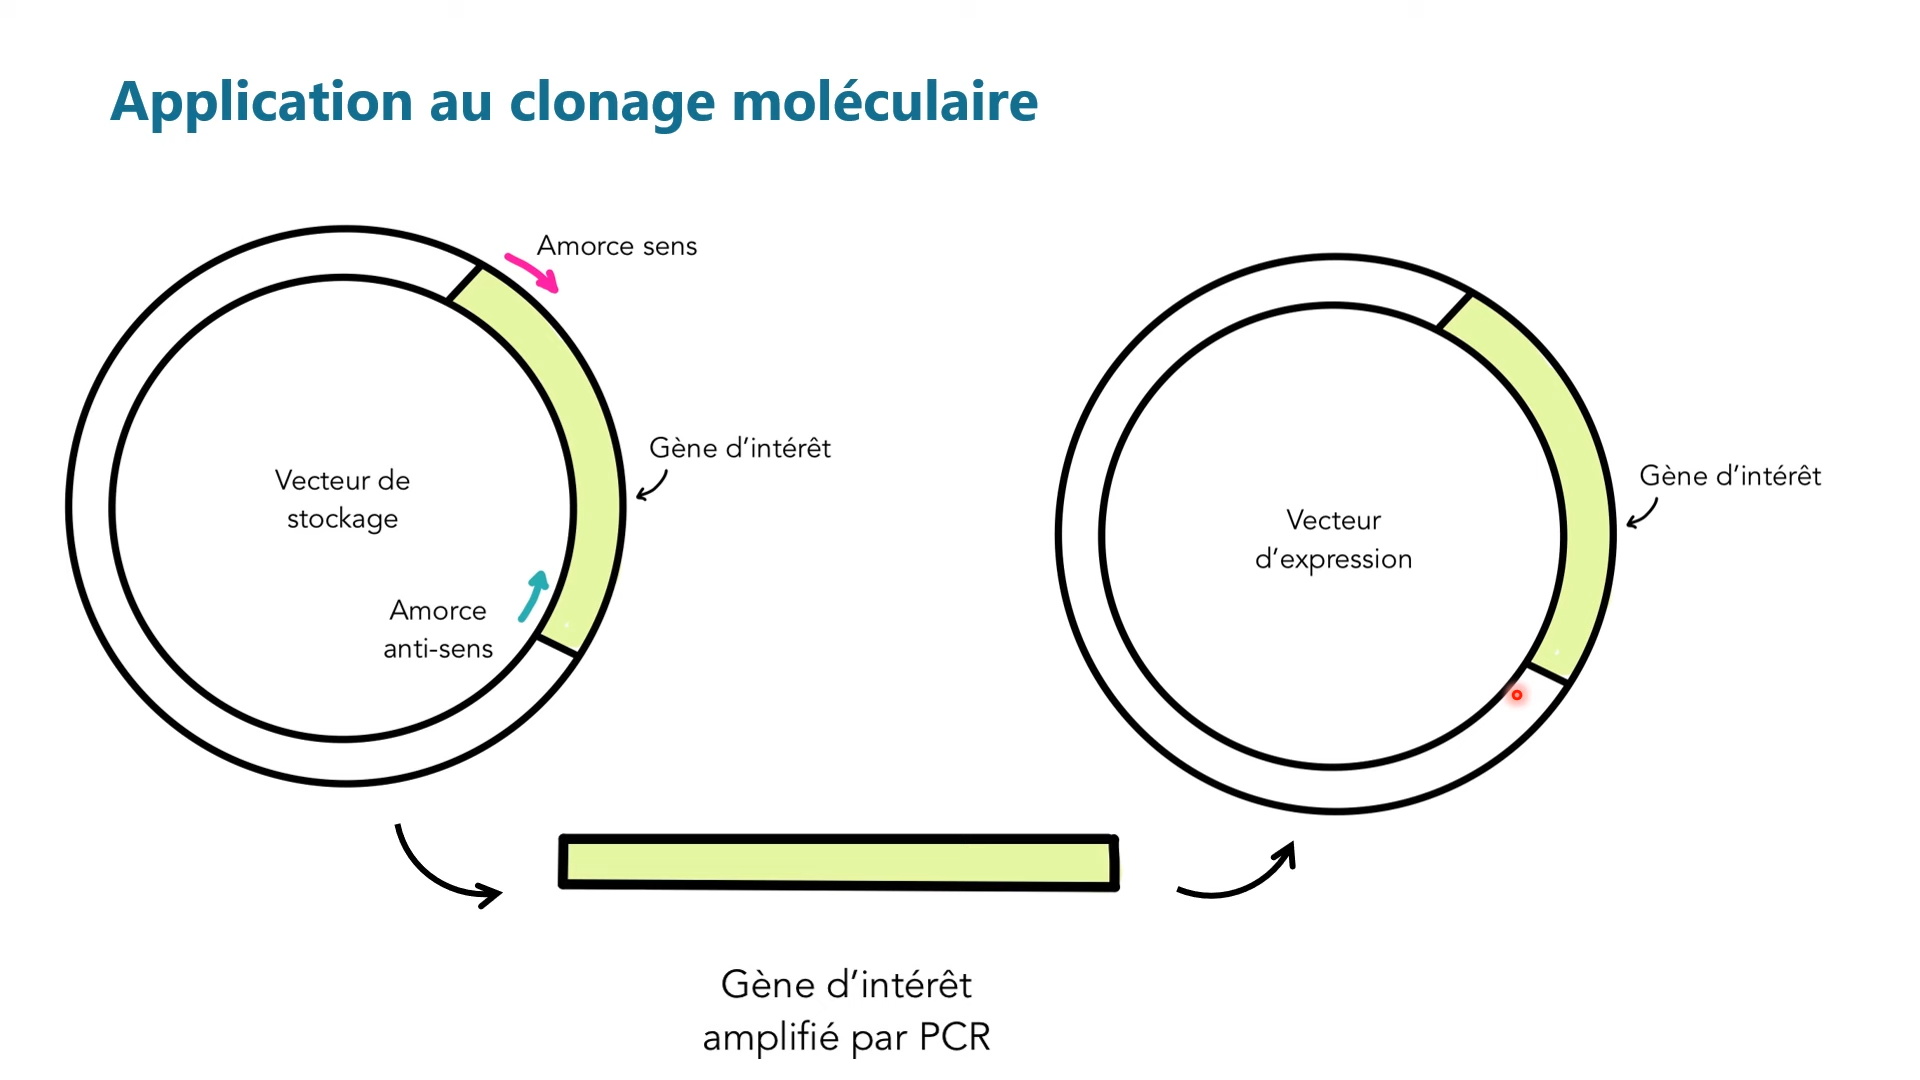 Application au clonage moléculaire
Amorce sens
Gène d’intérêt
Vecteur de
stockage
Amorce
anti-sens
Gène d’intérêt
Vecteur
d’expression
Gène d’intérêt
amplifié par PCR